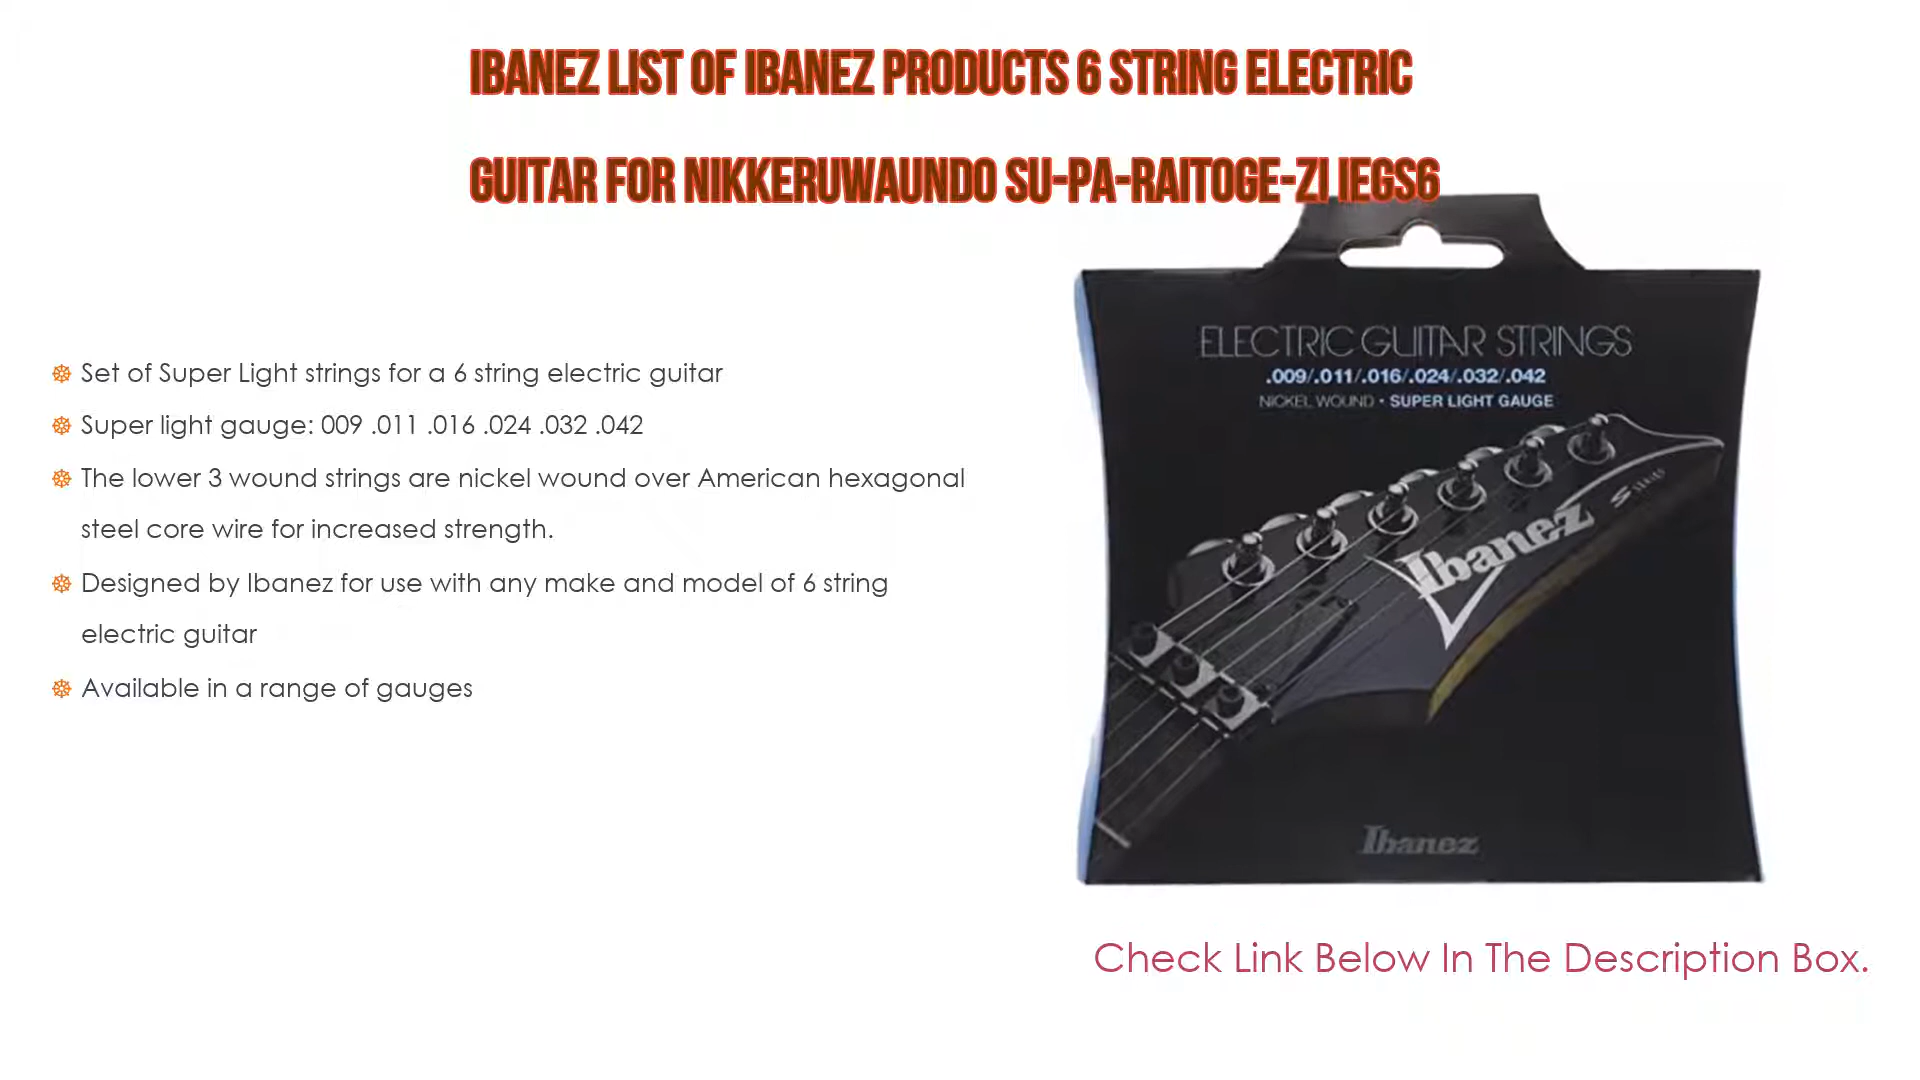 IBANEZ LIST OF IBANEZ PRODUCTS 6 STRING ELECTRIC
GUITAR FOR NIKKERUWAUNDO SU-PA-RAITOGE-ZI IEGS6
Set of Super Light strings for a 6 string electric guitar
Super light gauge: 009 .011 .016 .024 .032 .042
The lower 3 wound strings are nickel wound over American hexagonal
steel core wire for increased strength.
Designed by Ibanez for use with any make and model of 6 string
electric guitar
Available in a range of gauges
ELECTRIC GUITAR STRINGS
.009/.011/.016/.024/.032/.042
NICKEL WOUND • SUPER LIGHT GAUGE
Ibanez
S SERIES
Ibanez
Check Link Below In The Description Box.